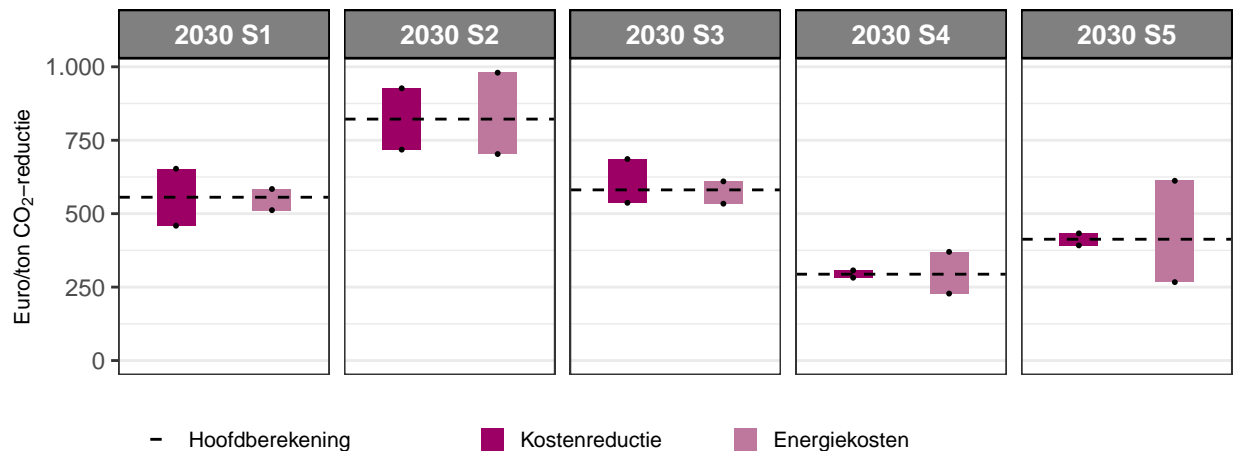 2030 S1
2030 S2
2030 S3
2030 S4
2030 S5
Euro/ton CO₂−reductie
1.000
750
500
250
0
Hoofdberekening
Kostenreductie
Energiekosten